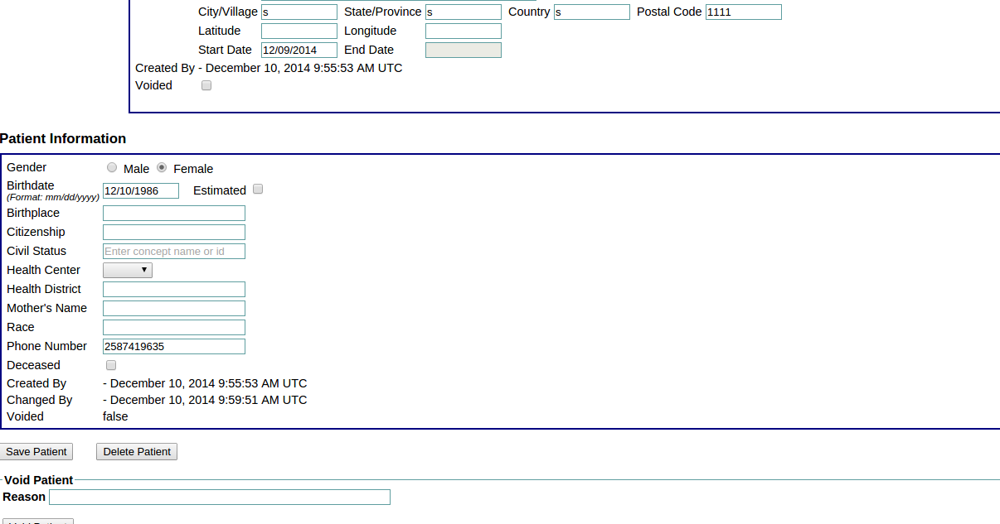 City/Village s State/Province s Country s Postal Code 1111
Latitude Longitude
Start Date 12/09/2014 End Date
Created By - December 10, 2014 9:55:53 AM UTC
Voided
Patient Information
Gender Male Female
Birthdate
(Format: mm/dd/yyyy) 12/10/1986 Estimated
Birthplace
Citizenship
Civil Status Enter concept name or id
Health Center
Health District
Mother's Name
Race
Phone Number 2587419635
Deceased
Created By - December 10, 2014 9:55:53 AM UTC
Changed By - December 10, 2014 9:59:51 AM UTC
Voided false
Save Patient Delete Patient
Void Patient
Reason